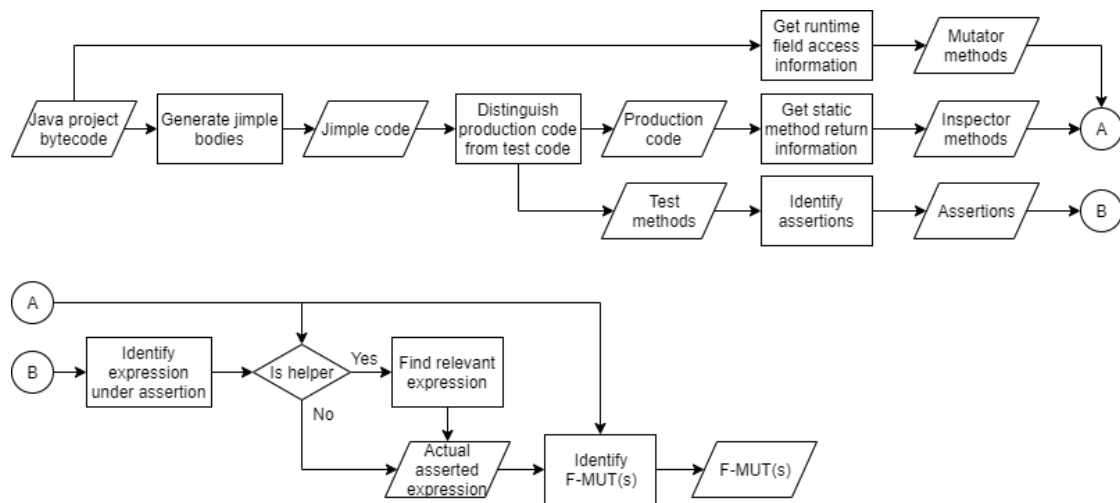 Get runtime
field access
information
Mutator
methods
Java project
bytecode
Generate jimple
bodies
Jimple code
Distinguish
production code
from test code
Production
code
Get static
method return
information
Inspector
methods
A
Test
methods
Identify
assertions
Assertions
B
A
B
Identify
expression
under assertion
Is helper
Yes
Find relevant
expression
No
Actual
asserted
expression
Identify
F-MUT(s)
F-MUT(s)